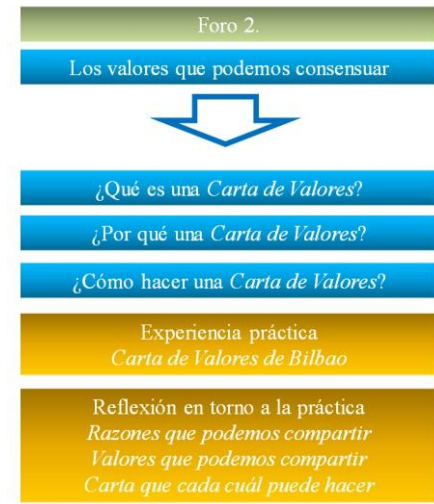 Foro 2.
Los valores que podemos consensuar
¿Qué es una Carta de Valores?
¿Por qué una Carta de Valores?
¿Cómo hacer una Carta de Valores?
Experiencia práctica
Carta de Valores de Bilbao
Reflexión en torno a la práctica
Razones que podemos compartir
Valores que podemos compartir
Carta que cada cuál puede hacer